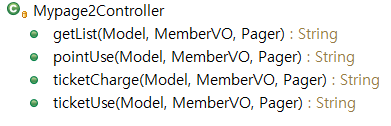 Mypage2Controller
getList(Model, MemberVO, Pager) : String
pointUse(Model, MemberVO, Pager) : String
ticketCharge(Model, MemberVO, Pager) : String
ticketUse(Model, MemberVO, Pager) : String